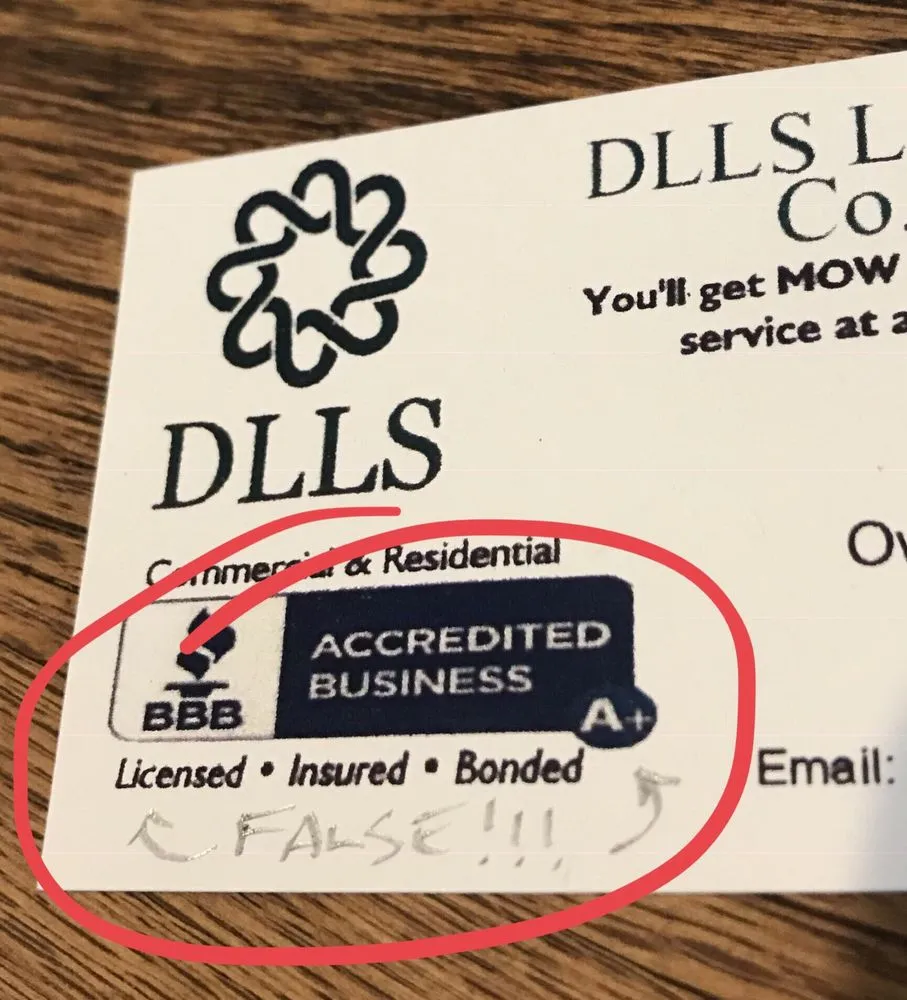 DLLS L
Co.
You'll get MOW
service at a
DLLS
Commercial & Residential
BBB
ACCREDITED
BUSINESS
A+
Licensed • Insured • Bonded
FALSE!!!
Ow
Email: